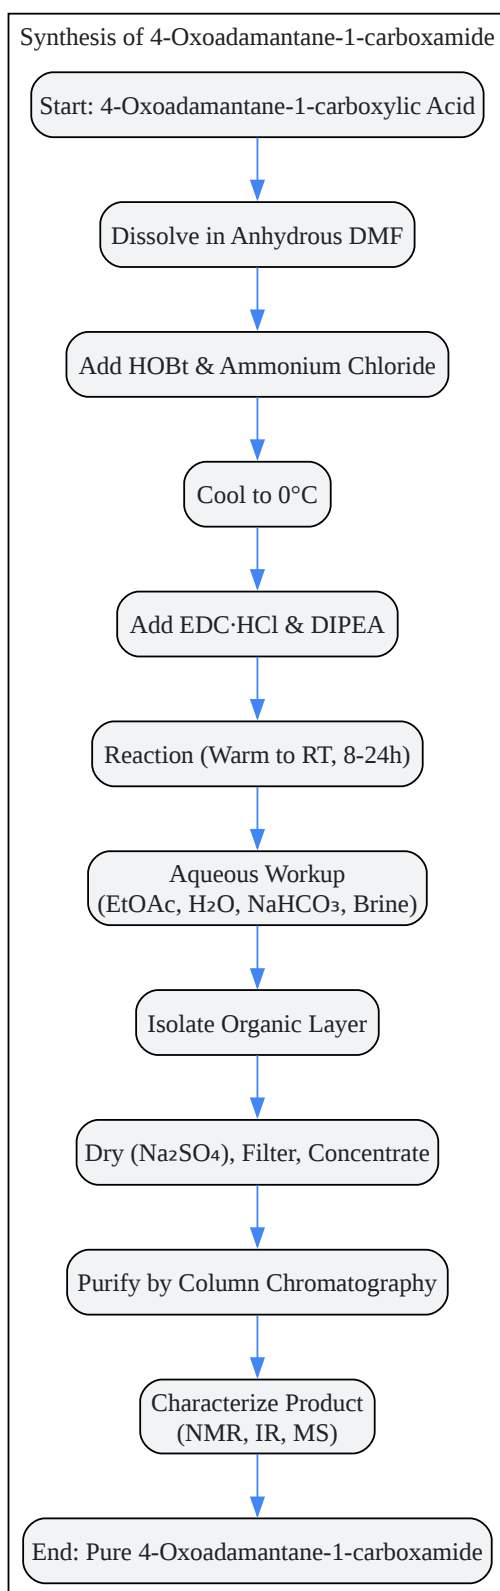 Synthesis of 4-Oxoadamantane-1-carboxamide
Start: 4-Oxoadamantane-1-carboxylic Acid
Dissolve in Anhydrous DMF
Add HOBt & Ammonium Chloride
Cool to 0°C
Add EDC·HCl & DIPEA
Reaction (Warm to RT, 8-24h)
Aqueous Workup
(EtOAc, H₂O, NaHCO₃, Brine)
Isolate Organic Layer
Dry (Na₂SO₄), Filter, Concentrate
Purify by Column Chromatography
Characterize Product
(NMR, IR, MS)
End: Pure 4-Oxoadamantane-1-carboxamide